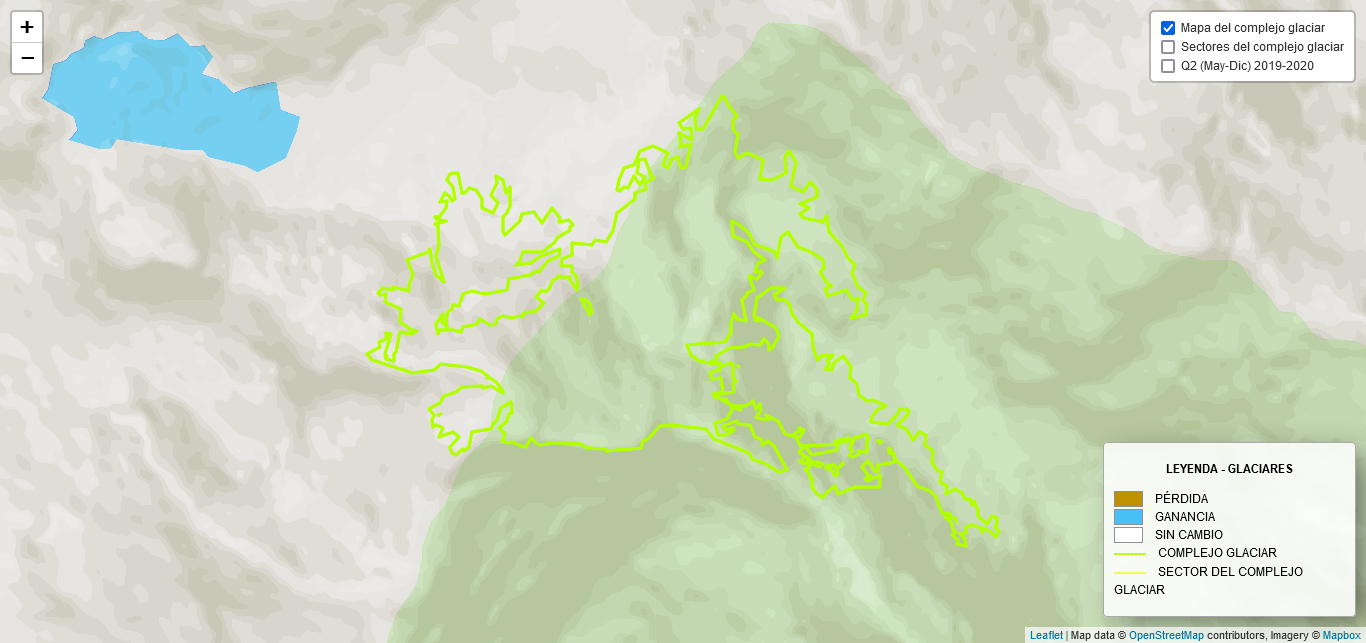 +
−
Mapa del complejo glaciar
Sectores del complejo glaciar
Q2 (May-Dic) 2019-2020
LEYENDA - GLACIARES
PÉRDIDA
GANANCIA
SIN CAMBIO
COMPLEJO GLACIAR
SECTOR DEL COMPLEJO
GLACIAR
Leaflet | Map data © OpenStreetMap contributors, Imagery © Mapbox